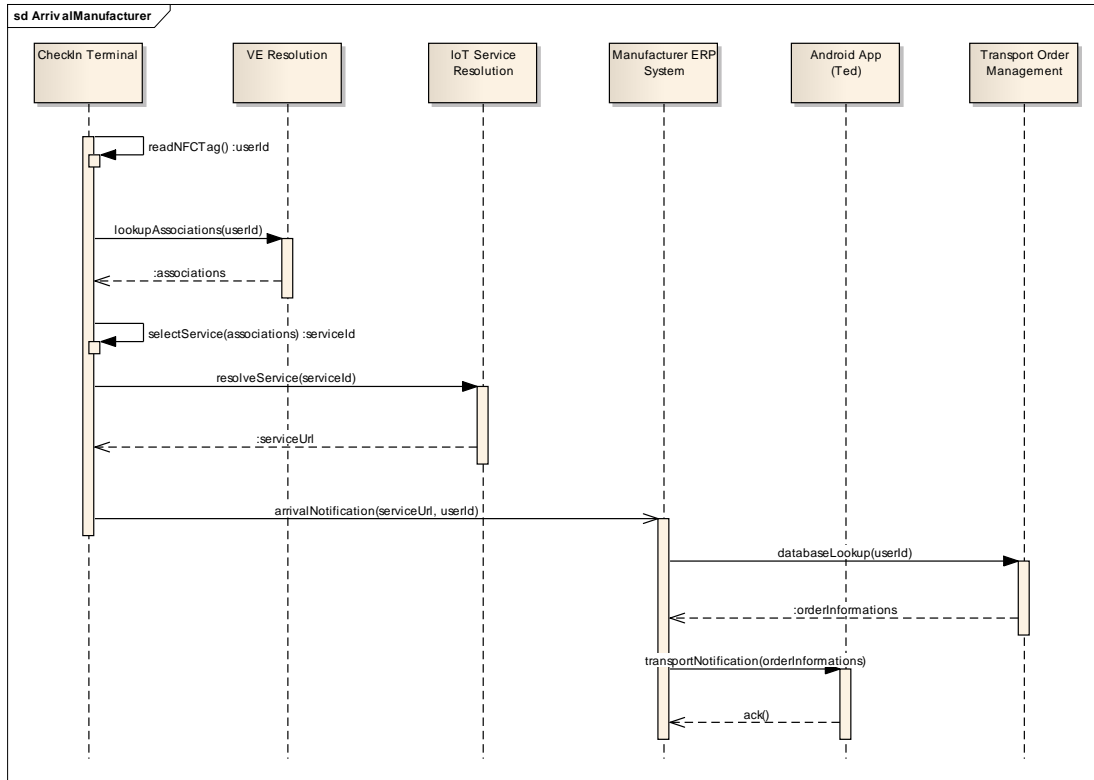 sd ArrivalManufacturer
CheckIn Terminal
VE Resolution
IoT Service
Resolution
Manufacturer ERP
System
Android App
(Ted)
Transport Order
Management
readNFCTag() :userId
lookupAssociations(userId)
:associations
selectService(associations) :serviceId
resolveService(serviceId)
:serviceUrl
arrivalNotification(serviceUrl, userId)
databaseLookup(userId)
:orderInformations
transportNotification(orderInformations)
ack()